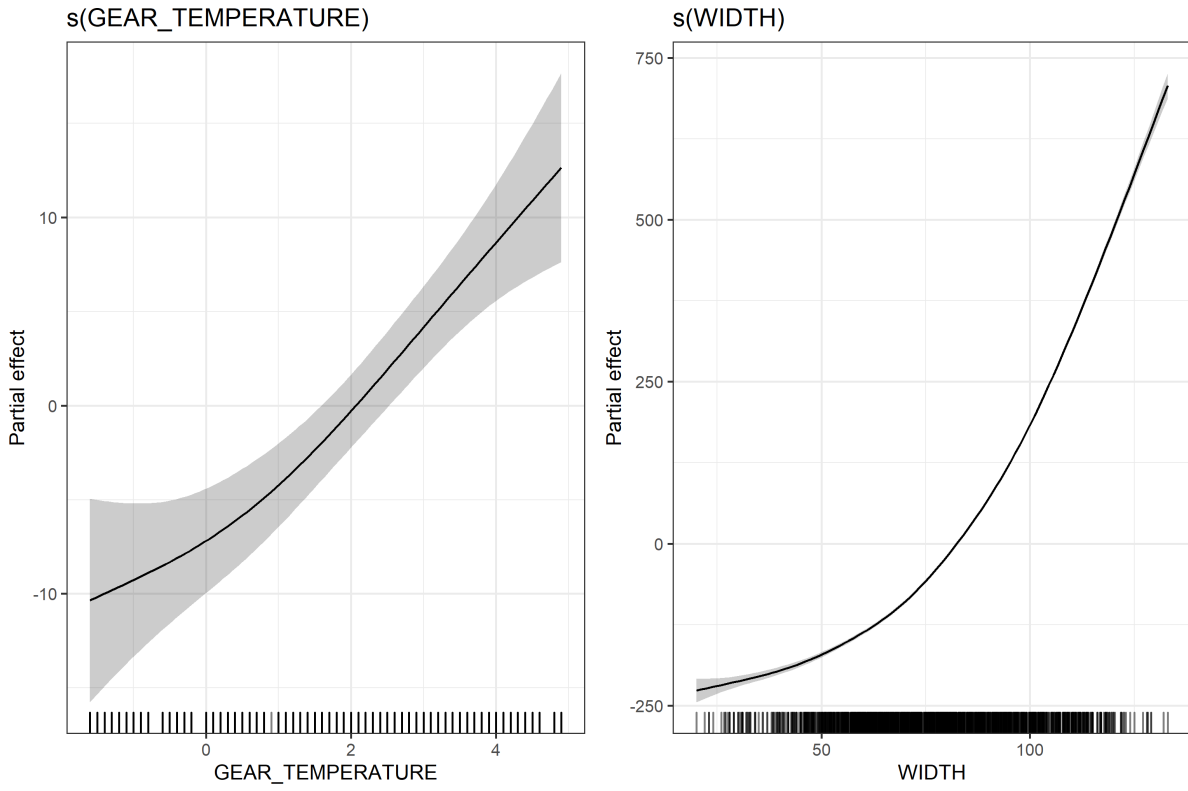 s(GEAR_TEMPERATURE)
Partial effect
10
0
-10
0
2
4
GEAR_TEMPERATURE
s(WIDTH)
Partial effect
750
500
250
0
-250
50
100
WIDTH